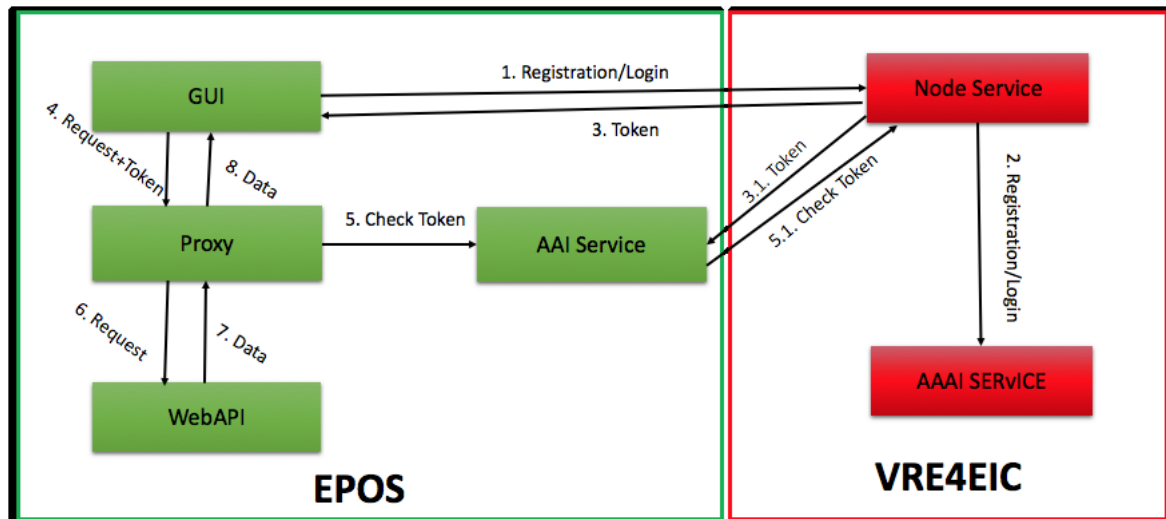 1. Registration/Login
GUI
Node Service
3. Token
4. Request+Token
8. Data
3.1. Token
5.1. Check Token
2. Registration/Login
5. Check Token
Proxy
AAI Service
6. Request
7. Data
AAAI SERvICE
WebAPI
EPOS
VRE4EIC